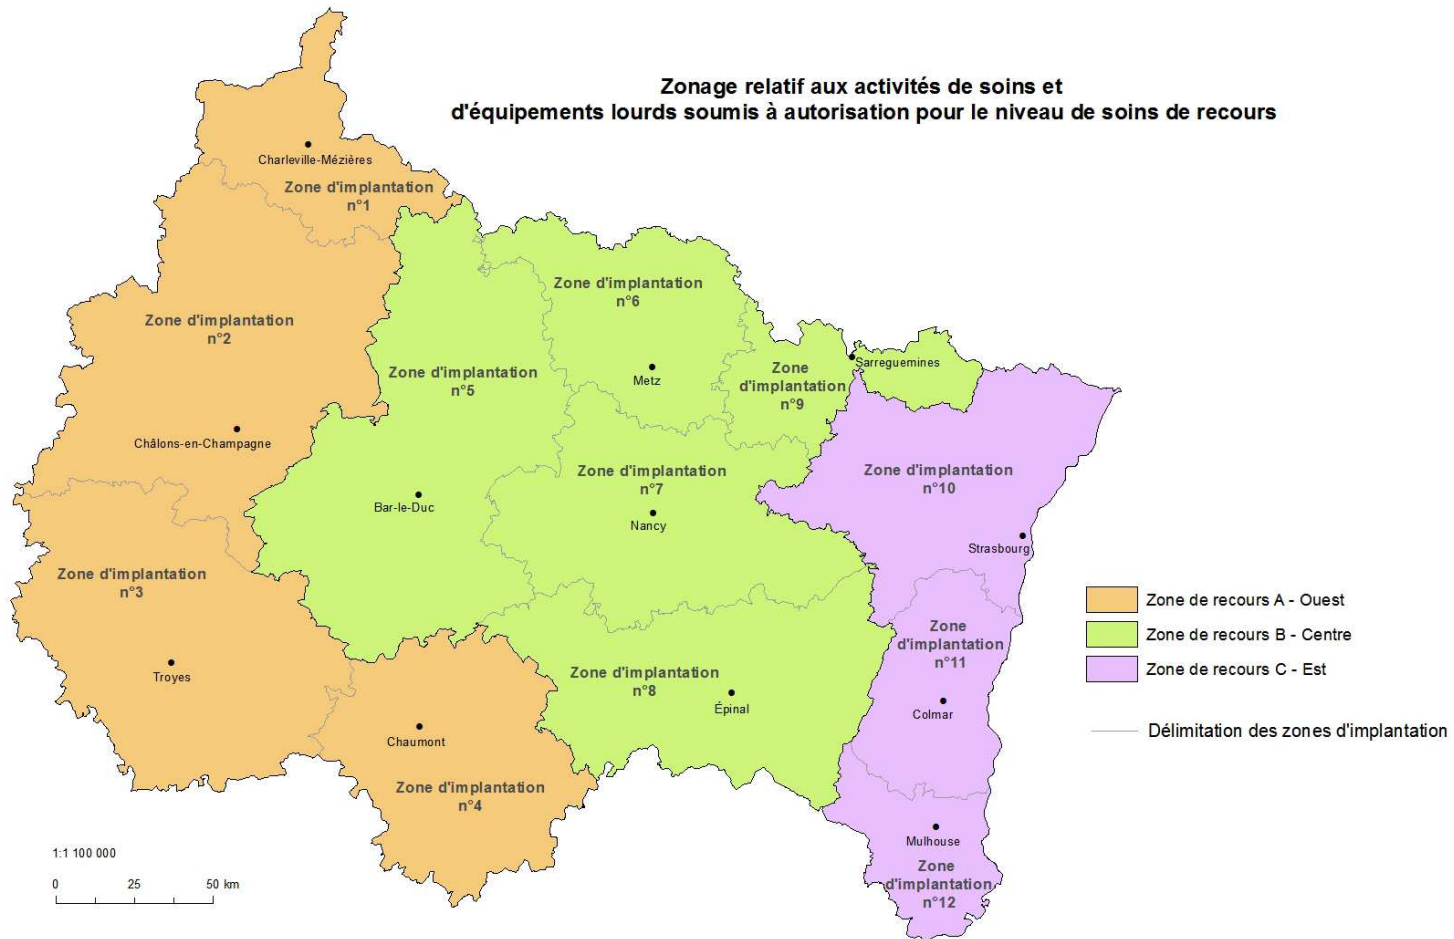 Zonage relatif aux activités de soins et
d'équipements lourds soumis à autorisation pour le niveau de soins de recours
Charleville-Mézières
Zone d'implantation
n°1
Zone d'implantation
n°2
Châlons-en-Champagne
Zone d'implantation
n°3
Troyes
Chaumont
Zone d'implantation
n°4
Zone d'implantation
n°5
Bar-le-Duc
Zone d'implantation
n°6
Metz
Zone d'implantation
n°7
Nancy
Zone d'implantation
n°8
Épinal
Zone
d'implantation
n°9
Sarreguemines
Zone d'implantation
n°10
Strasbourg
Zone
d'implantation
n°11
Colmar
Mulhouse
Zone
d'implantation
n°12
Zone de recours A - Ouest
Zone de recours B - Centre
Zone de recours C - Est
Délimitation des zones d'implantation
1:1 100 000
0 25 50 km